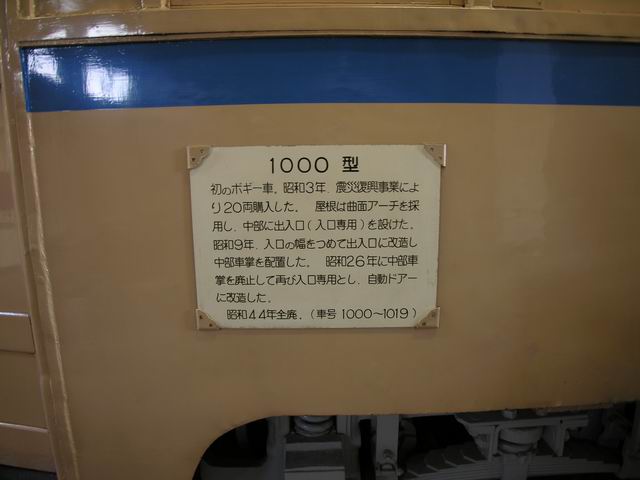 1000 型
初のボギー車。昭和3年、震災復興事業によ
り20両購入した。 屋根は曲面アーチを採
用し、中部に出入口(入口専用)を設けた。
昭和9年、入口の幅をつめて出入口に改造し
中部車掌を配置した。 昭和26年に中部車
掌を廃止して再び入口専用とし、自動ドアー
に改造した。
昭和44年全廃。(車号 1000〜1019)